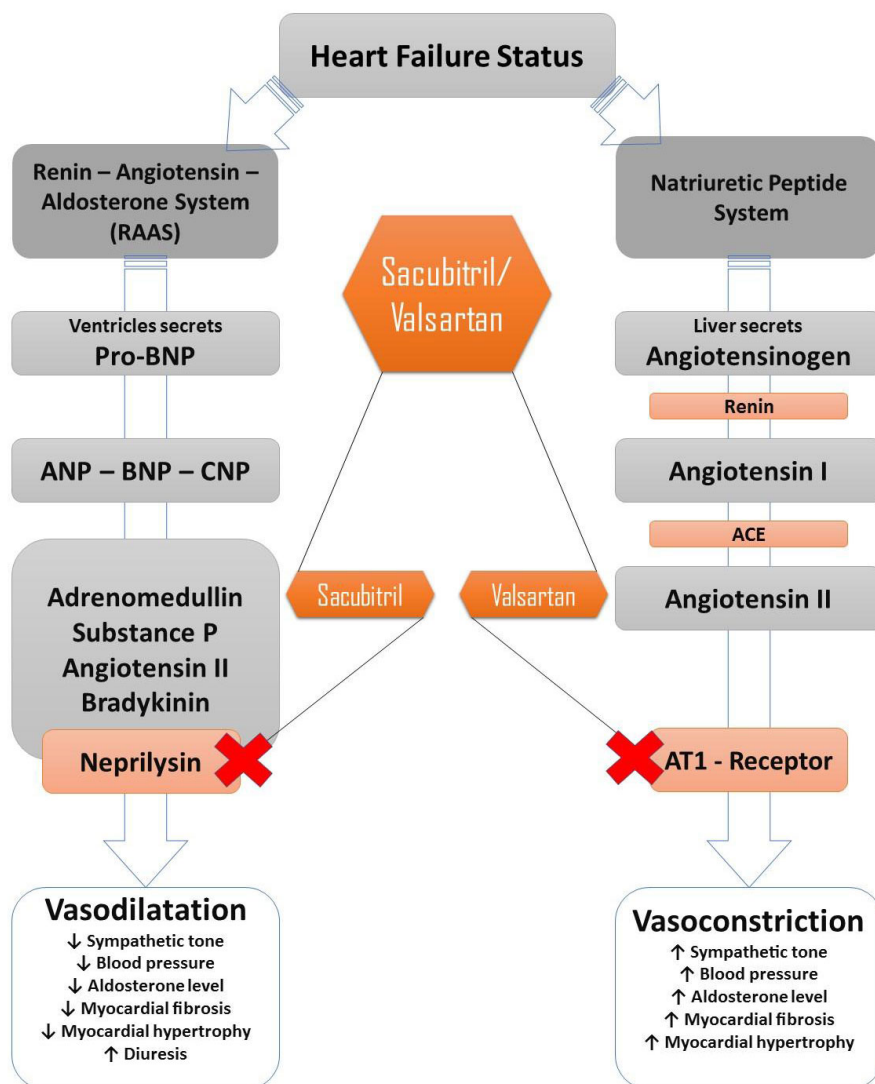 Heart Failure Status
Renin – Angiotensin –
Aldosterone System
(RAAS)
Ventricles secrets
Pro-BNP
ANP – BNP – CNP
Adrenomedullin
Substance P
Angiotensin II
Bradykinin
Neprilysin
Vasodilatation
↓ Sympathetic tone
↓ Blood pressure
↓ Aldosterone level
↓ Myocardial fibrosis
↓ Myocardial hypertrophy
↑ Diuresis
Sacubitril/
Valsartan
Sacubitril
Valsartan
Natriuretic Peptide
System
Liver secrets
Angiotensinogen
Renin
Angiotensin I
ACE
Angiotensin II
AT1 - Receptor
Vasoconstriction
↑ Sympathetic tone
↑ Blood pressure
↑ Aldosterone level
↑ Myocardial fibrosis
↑ Myocardial hypertrophy